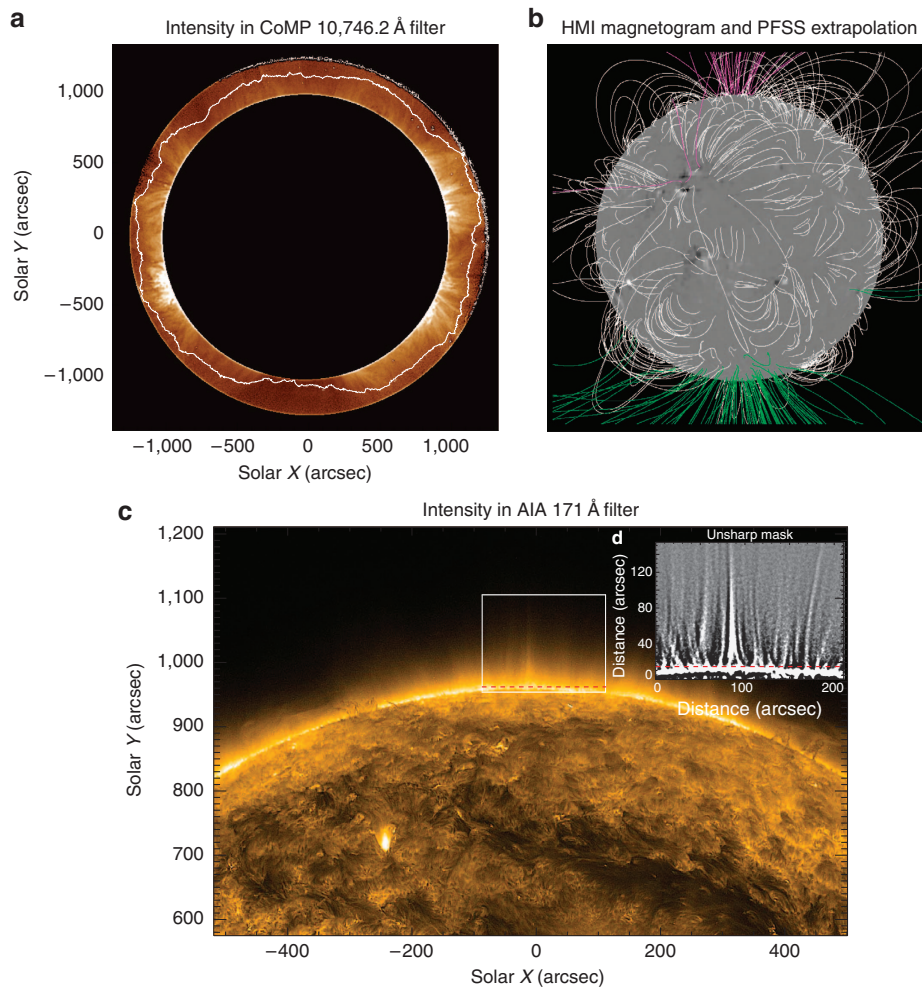 a
Intensity in CoMP 10,746.2 Å filter
1,000
500
0
−500
−1,000
Solar Y (arcsec)
−1,000 −500 0 500 1,000
Solar X (arcsec)
b
HMI magnetogram and PFSS extrapolation
c
Intensity in AIA 171 Å filter
1,200
1,100
1,000
900
800
700
600
Solar Y (arcsec)
−400 −200 0 200 400
Solar X (arcsec)
d
Unsharp mask
120
80
40
0
Distance (arcsec)
0 100 200
Distance (arcsec)